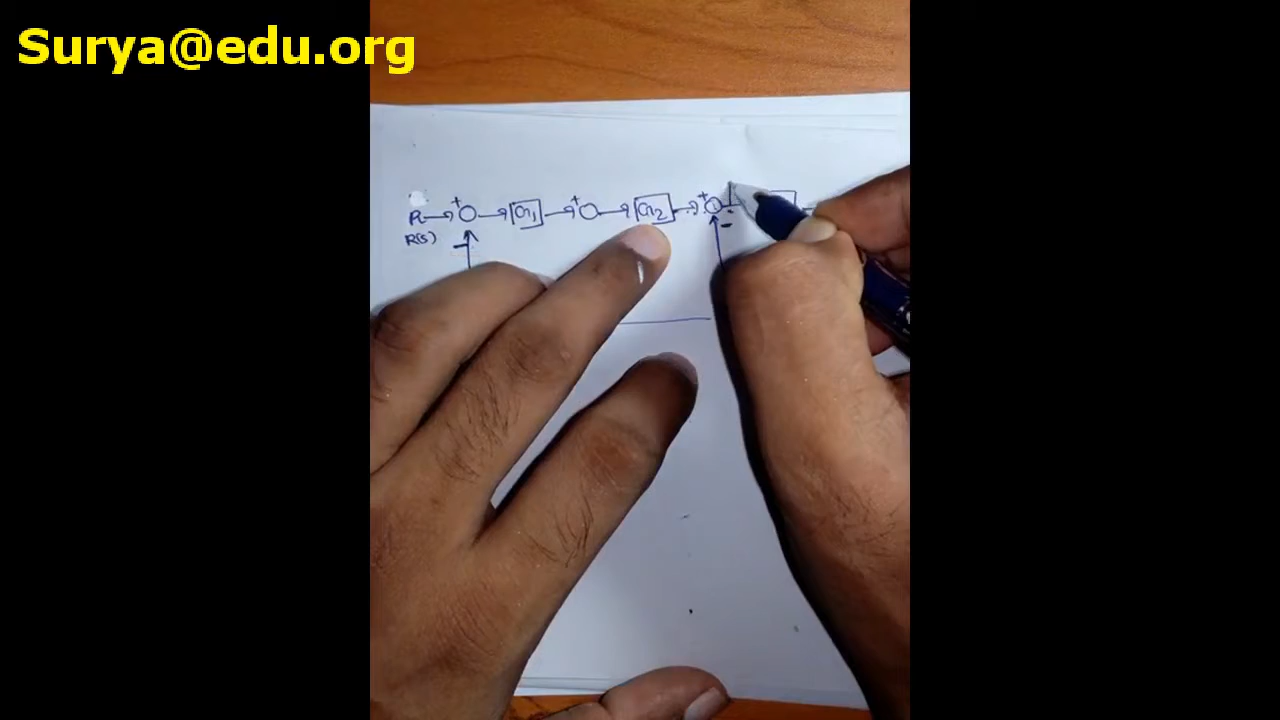 Surya@edu.org
R + G1 + G2 +
R(S) - -